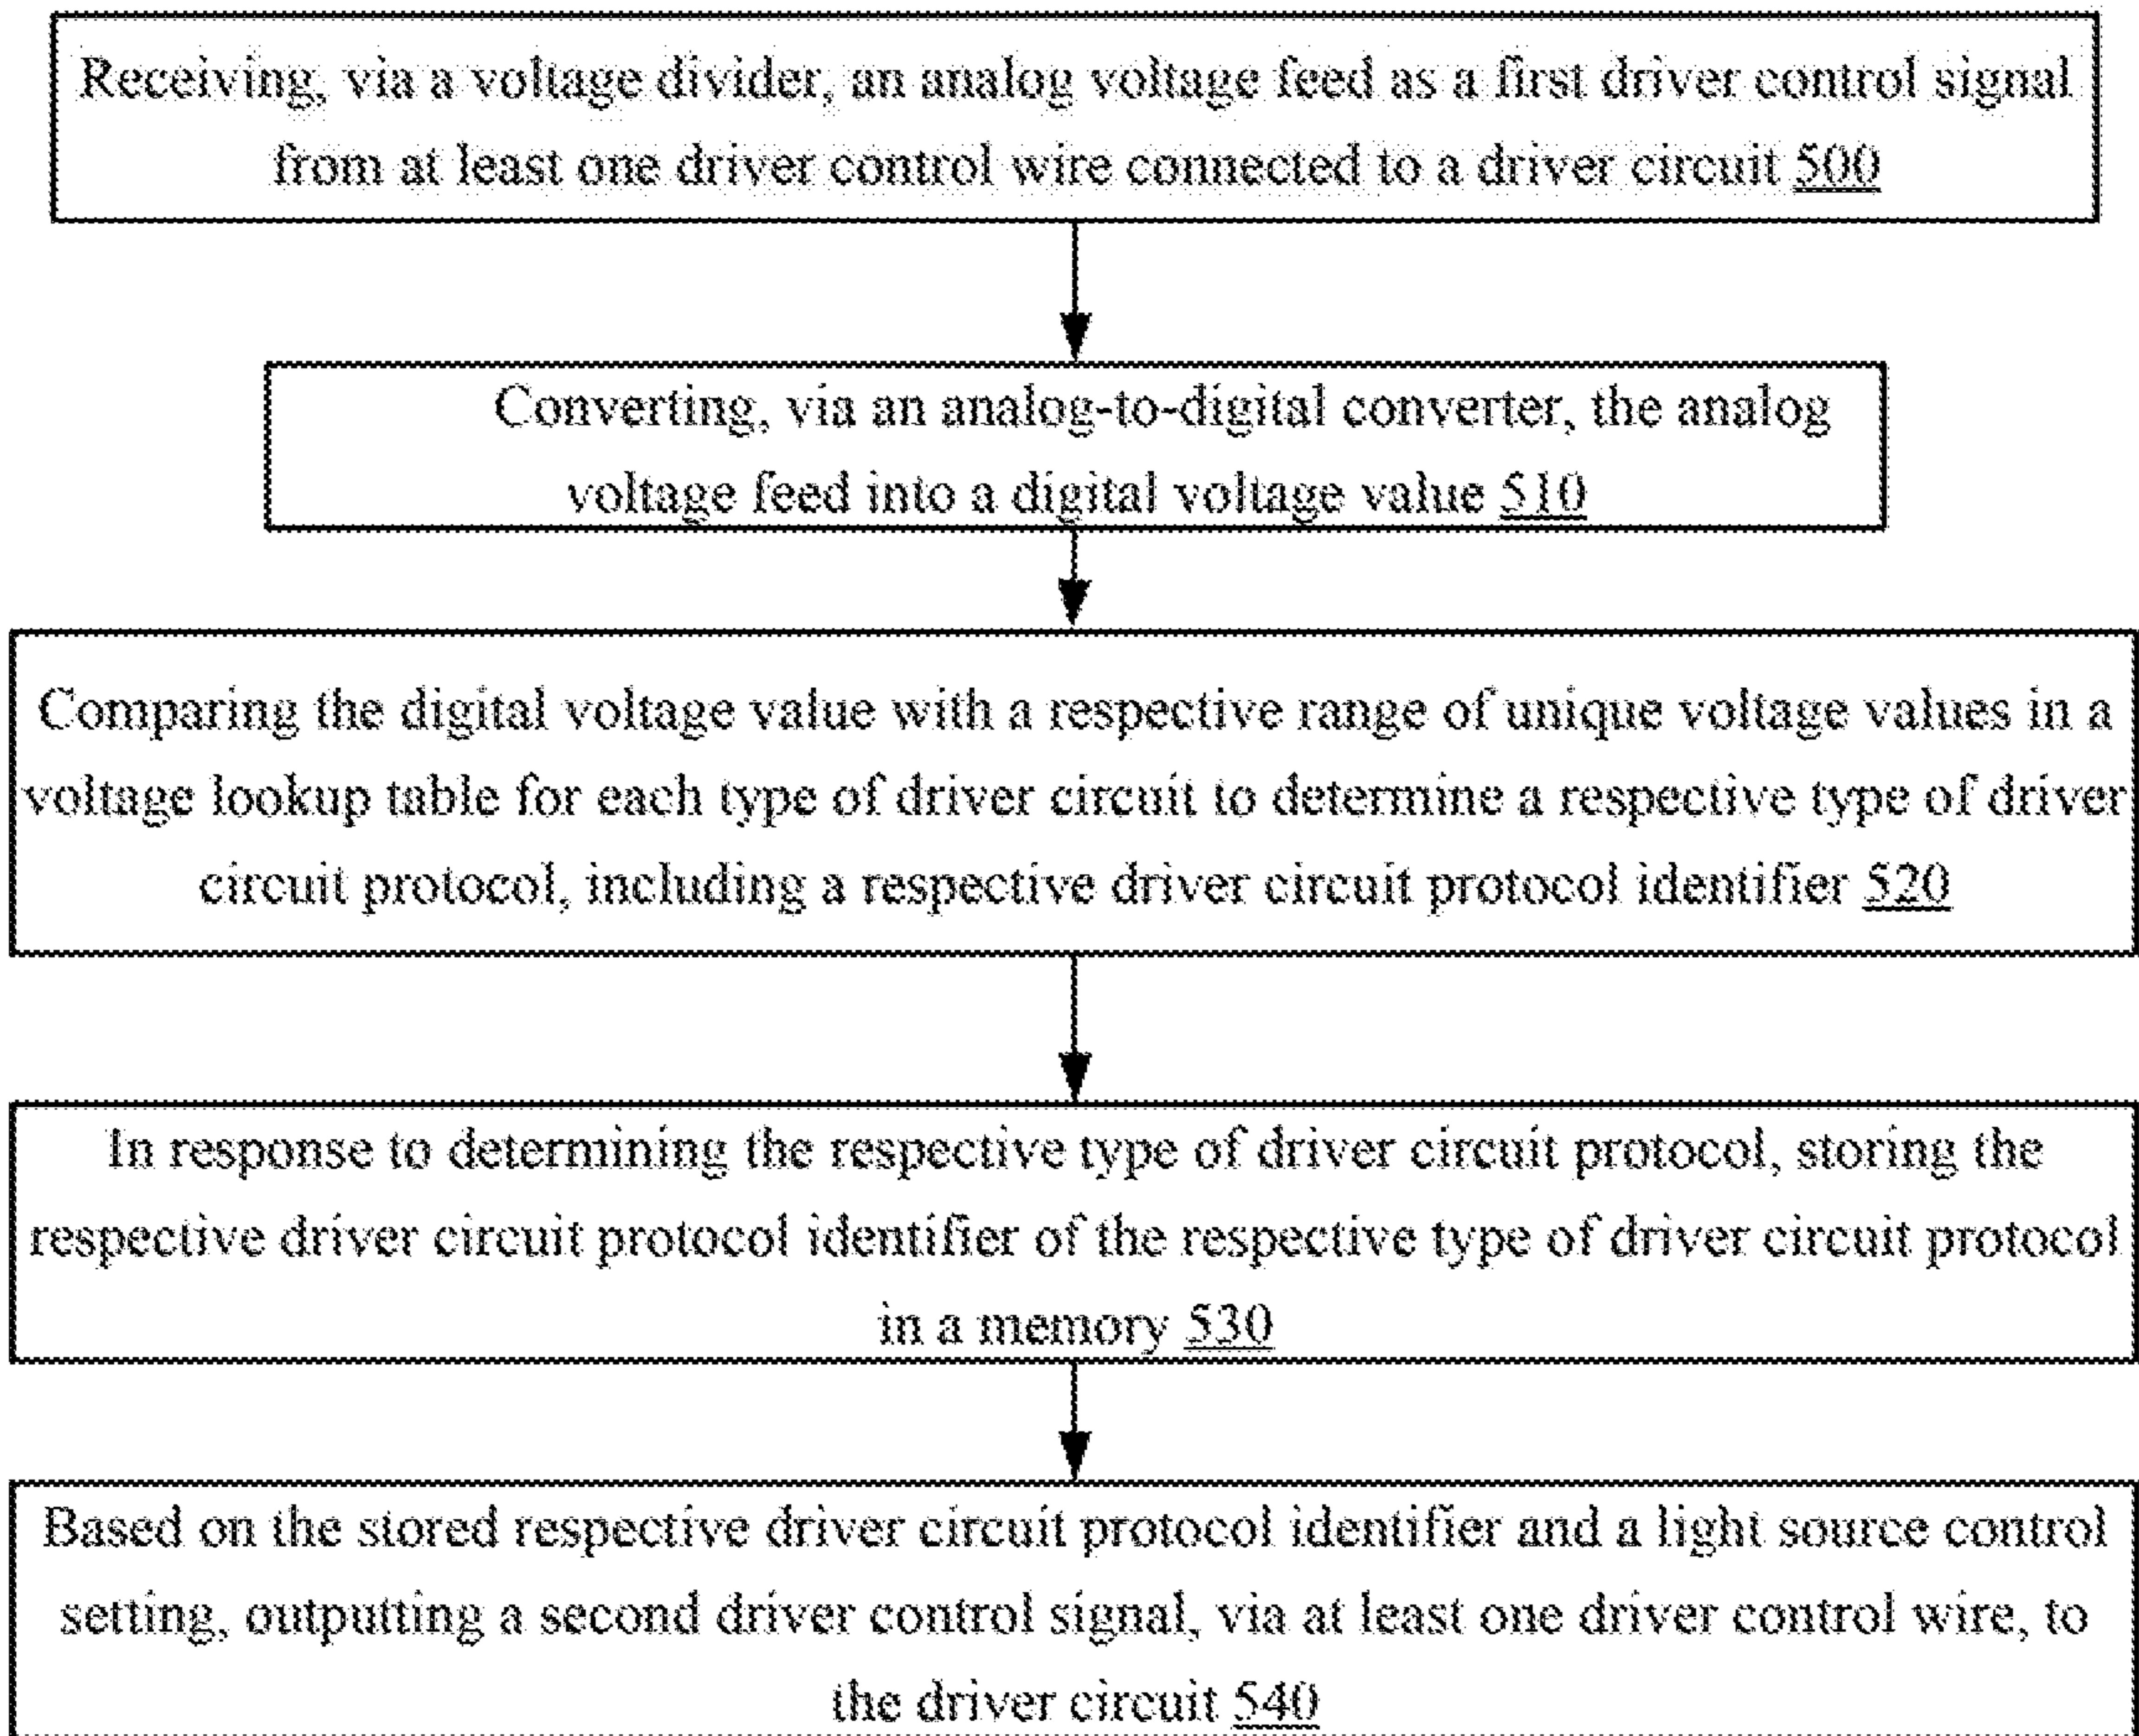 Receiving, via a voltage divider, an analog voltage feed as a first driver control signal
from at least one driver control wire connected to a driver circuit 500
Converting, via an analog-to-digital converter, the analog
voltage feed into a digital voltage value 510
Comparing the digital voltage value with a respective range of unique voltage values in a
voltage lookup table for each type of driver circuit to determine a respective type of driver
circuit protocol, including a respective driver circuit protocol identifier 520
In response to determining the respective type of driver circuit protocol, storing the
respective driver circuit protocol identifier of the respective type of driver circuit protocol
in a memory 530
Based on the stored respective driver circuit protocol identifier and a light source control
setting, outputting a second driver control signal, via at least one driver control wire, to
the driver circuit 540